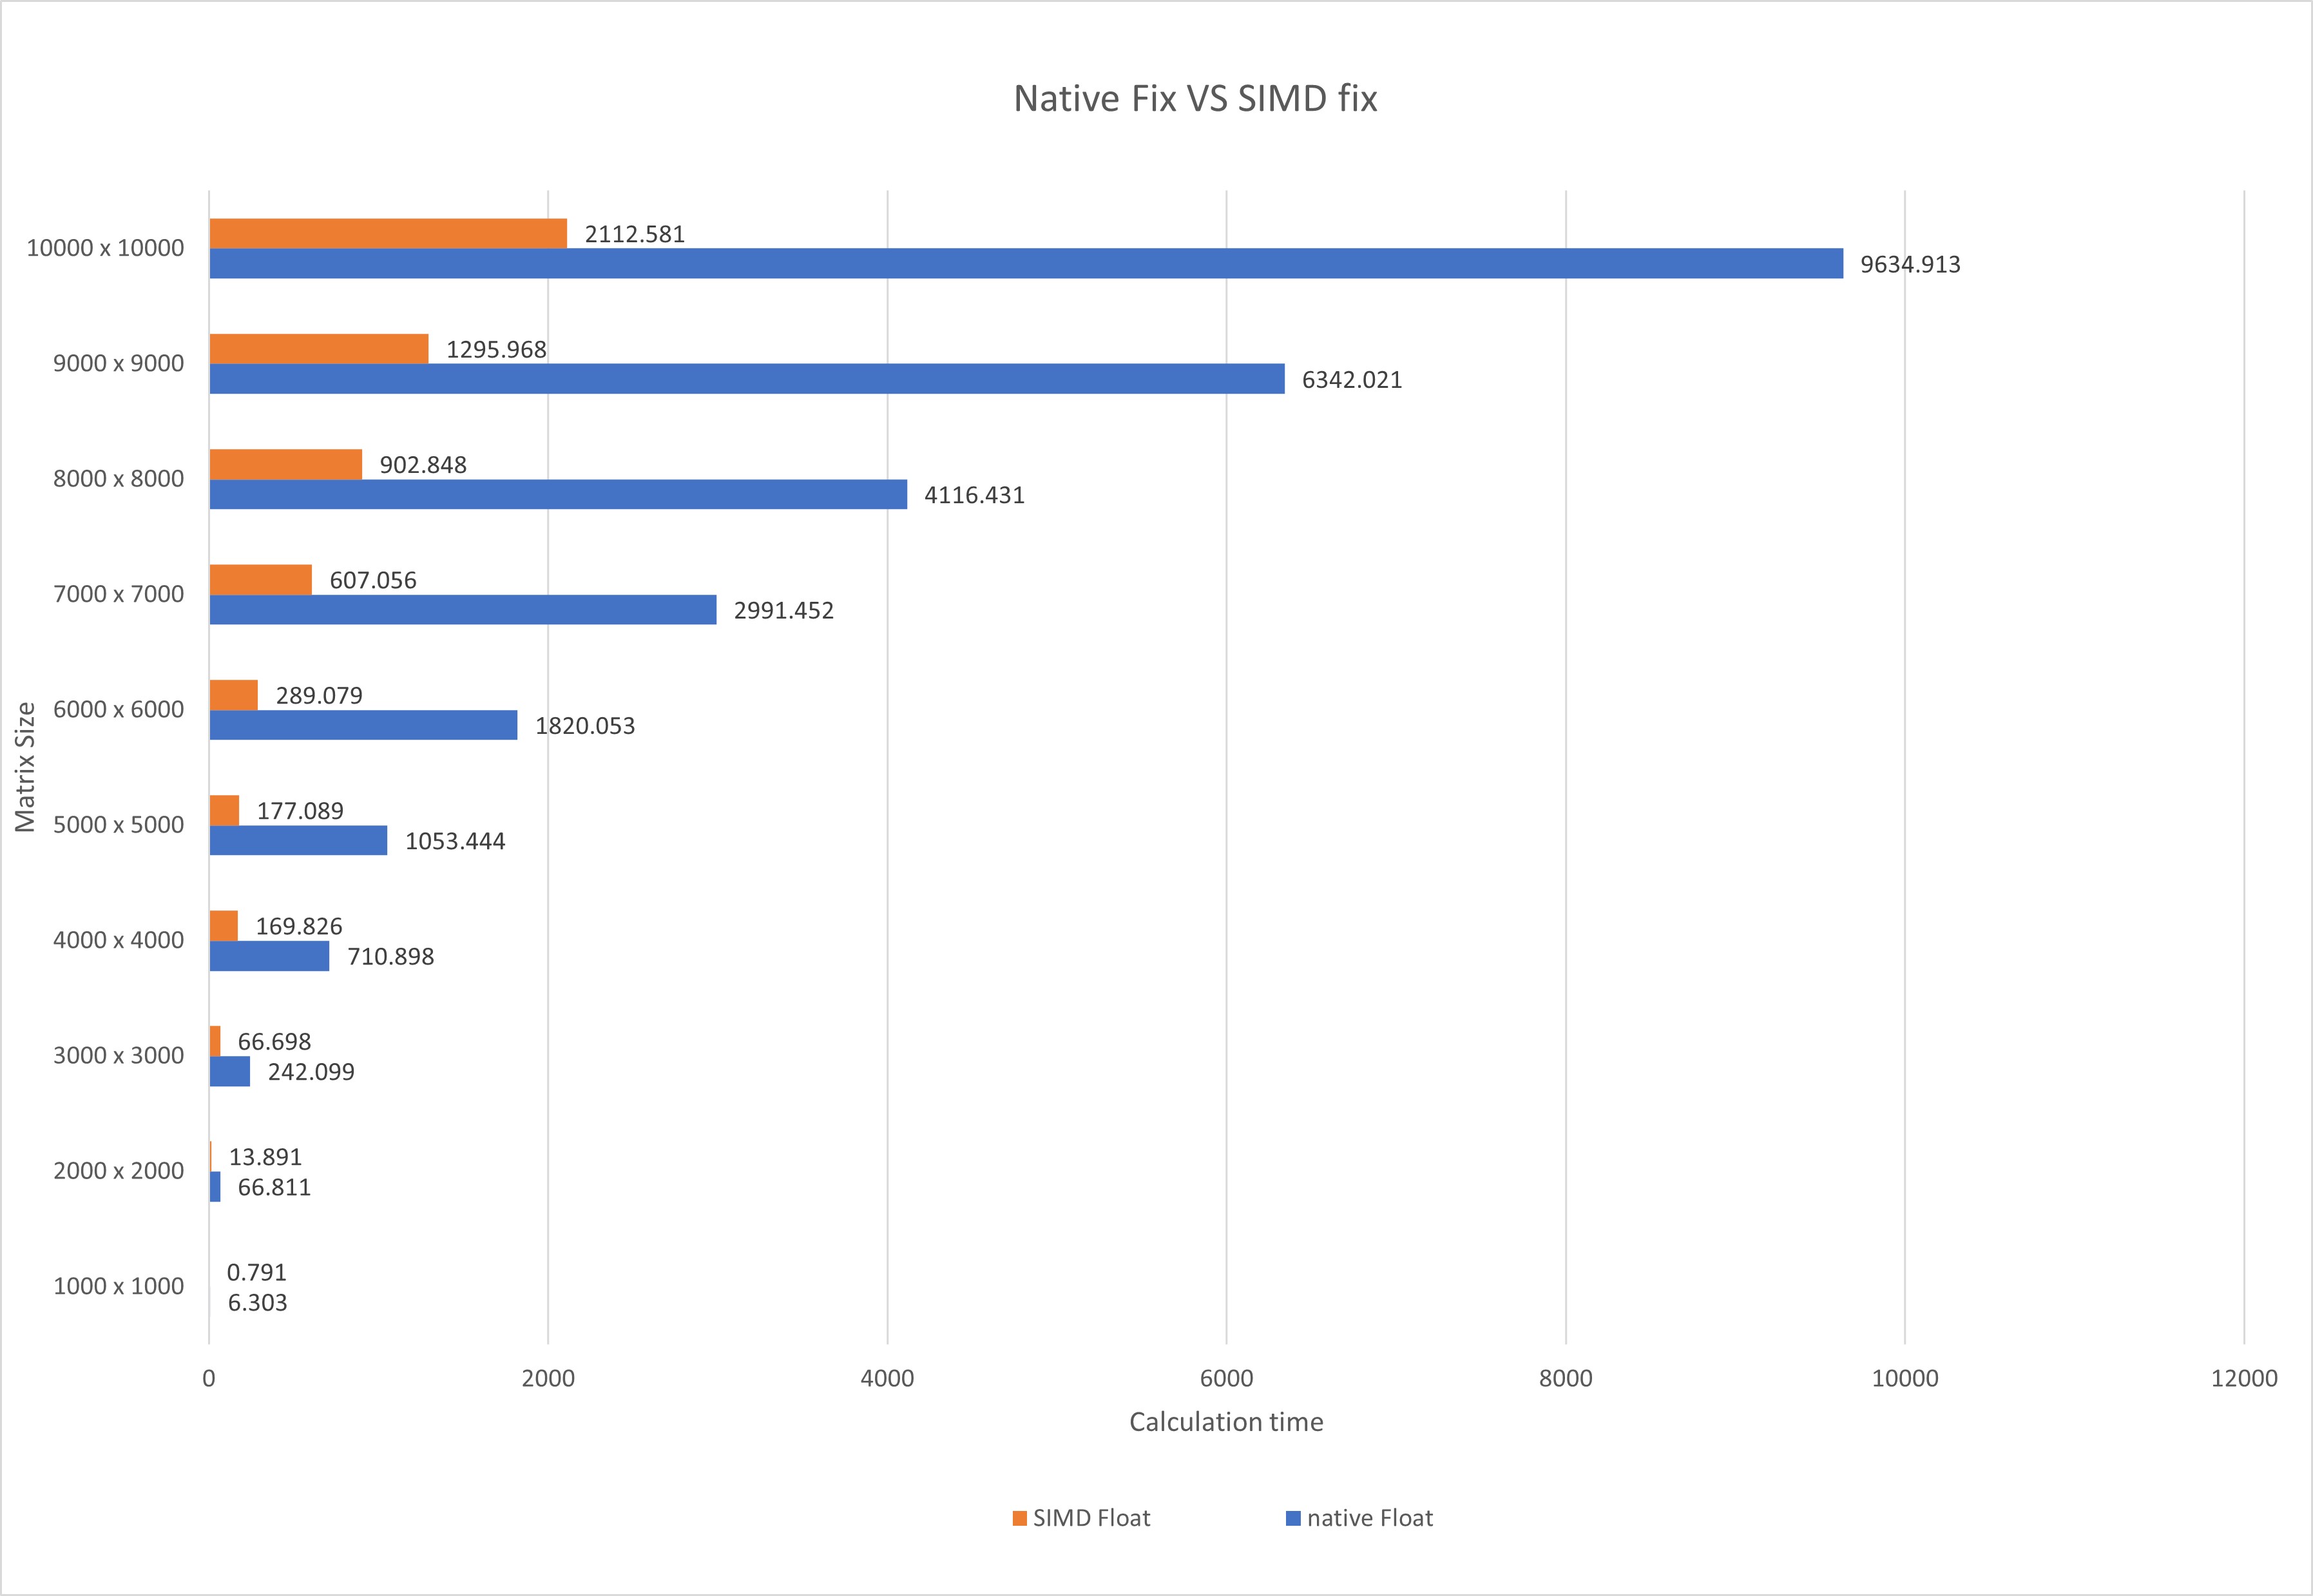 Native Fix VS SIMD fix
Matrix Size
10000 x 10000
2112.581
9634.913
9000 x 9000
1295.968
6342.021
8000 x 8000
902.848
4116.431
7000 x 7000
607.056
2991.452
6000 x 6000
289.079
1820.053
5000 x 5000
177.089
1053.444
4000 x 4000
169.826
710.898
3000 x 3000
66.698
242.099
2000 x 2000
13.891
66.811
1000 x 1000
0.791
6.303
0 2000 4000 6000 8000 10000 12000
Calculation time
SIMD Float native Float